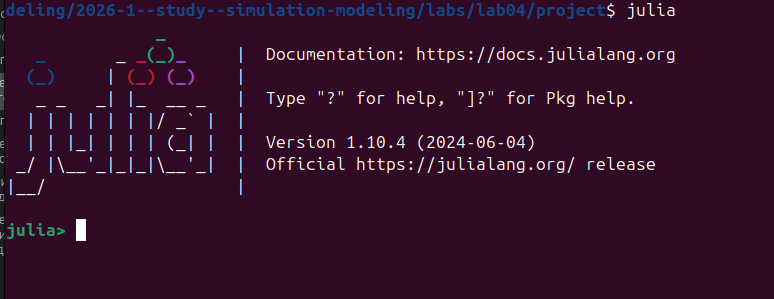 deling/2026-1--study--simulation-modeling/labs/lab04/project$ julia
               _
   _       _ _(_)_     |  Documentation: https://docs.julialang.org
  (_)     | (_) (_)    |
   _ _   _| |_  __ _   |  Type "?" for help, "]?" for Pkg help.
  | | | | | | |/ _` |  |
  | | |_| | | | (_| |  |  Version 1.10.4 (2024-06-04)
 _/ |\__'_|_|_|\__'_|  |  Official https://julialang.org/ release
|__/                   |
julia>